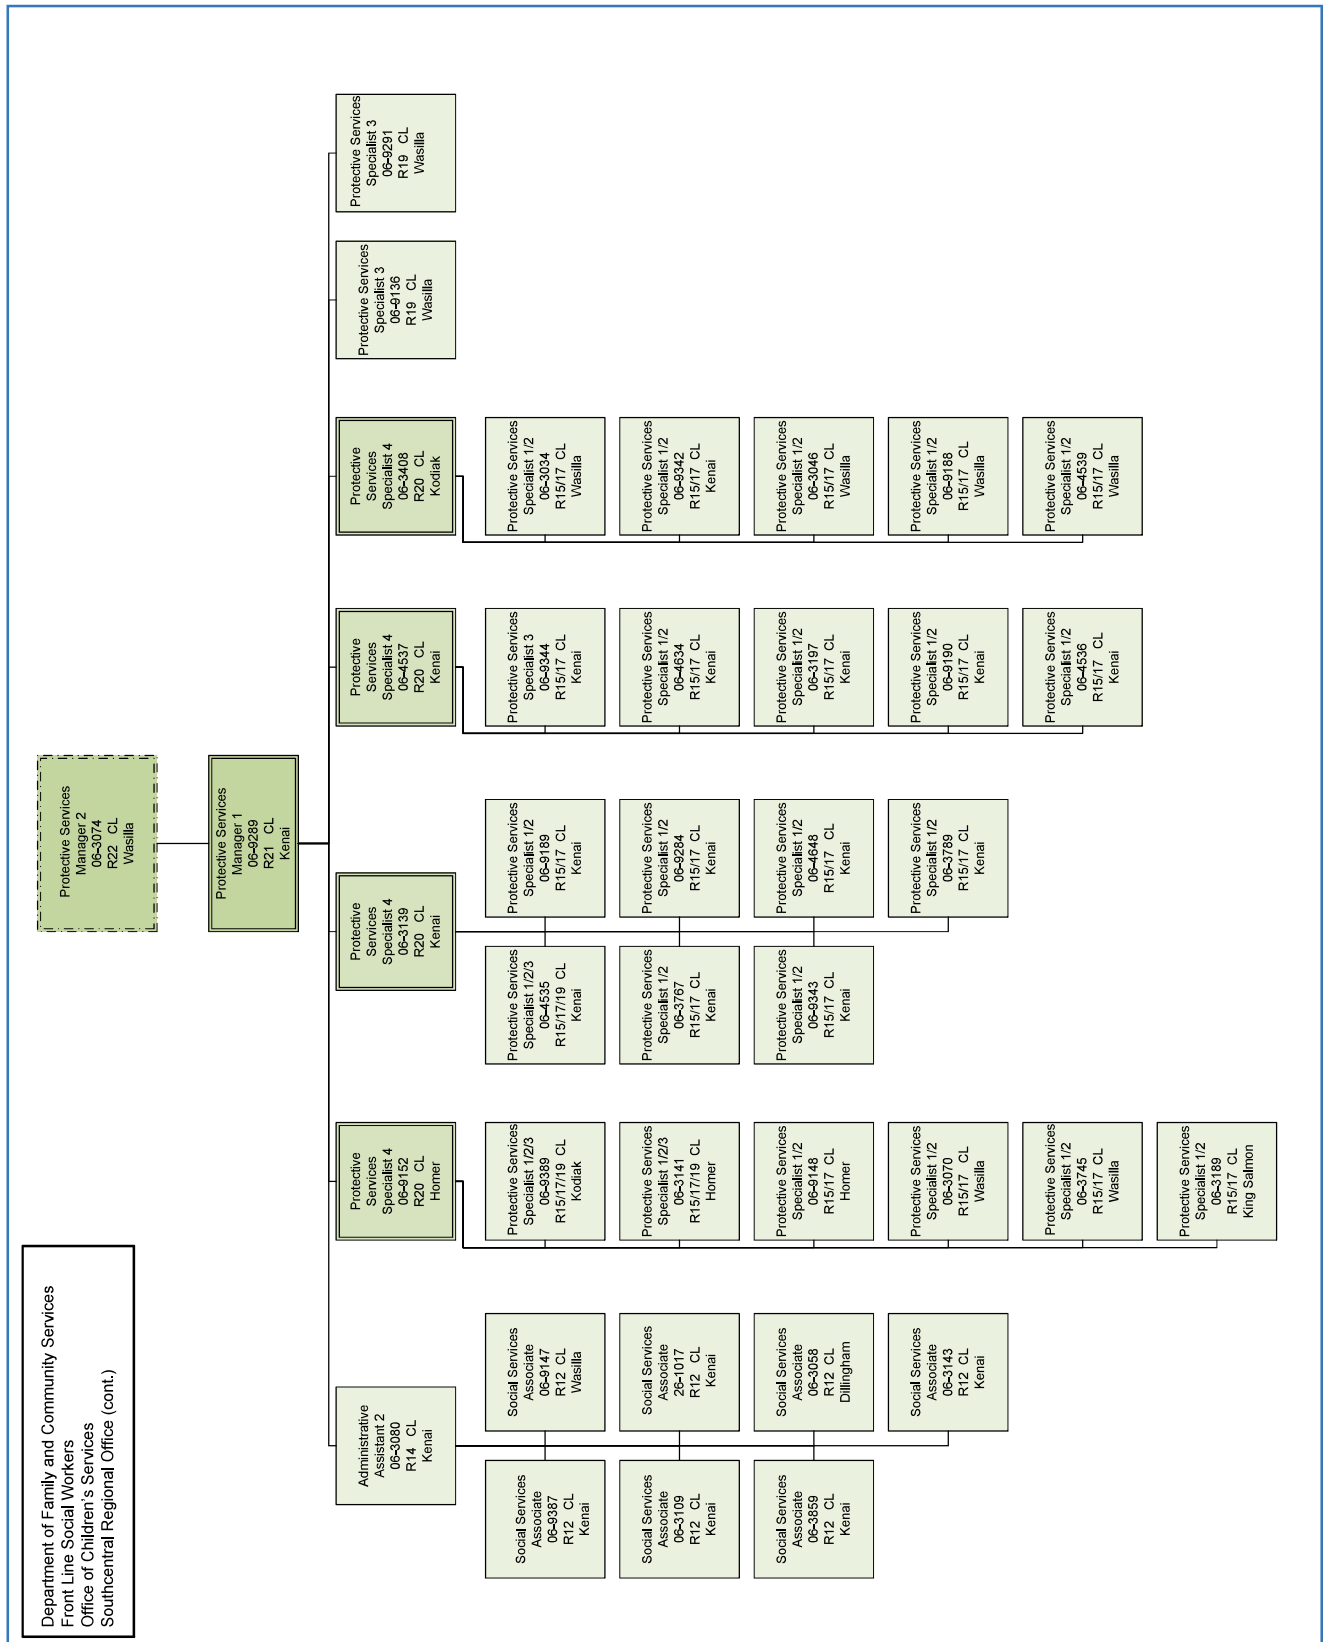 Department of Family and Community Services
Front Line Social Workers
Office of Children's Services
Southcentral Regional Office (cont.)
Protective Services
Manager 2
06-3074
R22 CL
Wasilla
Protective Services
Manager 1
06-9289
R21 CL
Kenai
Administrative
Assistant 2
06-3080
R14 CL
Kenai
Social Services
Associate
06-9387
R12 CL
Kenai
Social Services
Associate
06-9147
R12 CL
Wasilla
Social Services
Associate
06-3109
R12 CL
Kenai
Social Services
Associate
26-1017
R12 CL
Kenai
Social Services
Associate
06-3859
R12 CL
Kenai
Social Services
Associate
06-3058
R12 CL
Dillingham
Social Services
Associate
06-3143
R12 CL
Kenai
Protective
Services
Specialist 4
06-9152
R20 CL
Homer
Protective Services
Specialist 1/2/3
06-9389
R15/17/19 CL
Kodiak
Protective Services
Specialist 1/2/3
06-3141
R15/17/19 CL
Homer
Protective Services
Specialist 1/2
06-9148
R15/17 CL
Homer
Protective Services
Specialist 1/2
06-3070
R15/17 CL
Wasilla
Protective Services
Specialist 1/2
06-3745
R15/17 CL
Wasilla
Protective Services
Specialist 1/2
06-3189
R15/17 CL
King Salmon
Protective
Services
Specialist 4
06-3139
R20 CL
Kenai
Protective Services
Specialist 1/2/3
06-4535
R15/17/19 CL
Kenai
Protective Services
Specialist 1/2
06-9189
R15/17 CL
Kenai
Protective Services
Specialist 1/2
06-3767
R15/17 CL
Kenai
Protective Services
Specialist 1/2
06-9284
R15/17 CL
Kenai
Protective Services
Specialist 1/2
06-9343
R15/17 CL
Kenai
Protective Services
Specialist 1/2
06-4648
R15/17 CL
Kenai
Protective Services
Specialist 1/2
06-3789
R15/17 CL
Kenai
Protective
Services
Specialist 4
06-4537
R20 CL
Kenai
Protective Services
Specialist 3
06-9344
R15/17 CL
Kenai
Protective Services
Specialist 1/2
06-4634
R15/17 CL
Kenai
Protective Services
Specialist 1/2
06-3197
R15/17 CL
Kenai
Protective Services
Specialist 1/2
06-9190
R15/17 CL
Kenai
Protective Services
Specialist 1/2
06-4536
R15/17 CL
Kenai
Protective
Services
Specialist 4
06-3408
R20 CL
Kodiak
Protective Services
Specialist 1/2
06-3034
R15/17 CL
Wasilla
Protective Services
Specialist 1/2
06-9342
R15/17 CL
Kenai
Protective Services
Specialist 1/2
06-3046
R15/17 CL
Wasilla
Protective Services
Specialist 1/2
06-9188
R15/17 CL
Wasilla
Protective Services
Specialist 1/2
06-4539
R15/17 CL
Wasilla
Protective Services
Specialist 3
06-9136
R19 CL
Wasilla
Protective Services
Specialist 3
06-9291
R19 CL
Wasilla